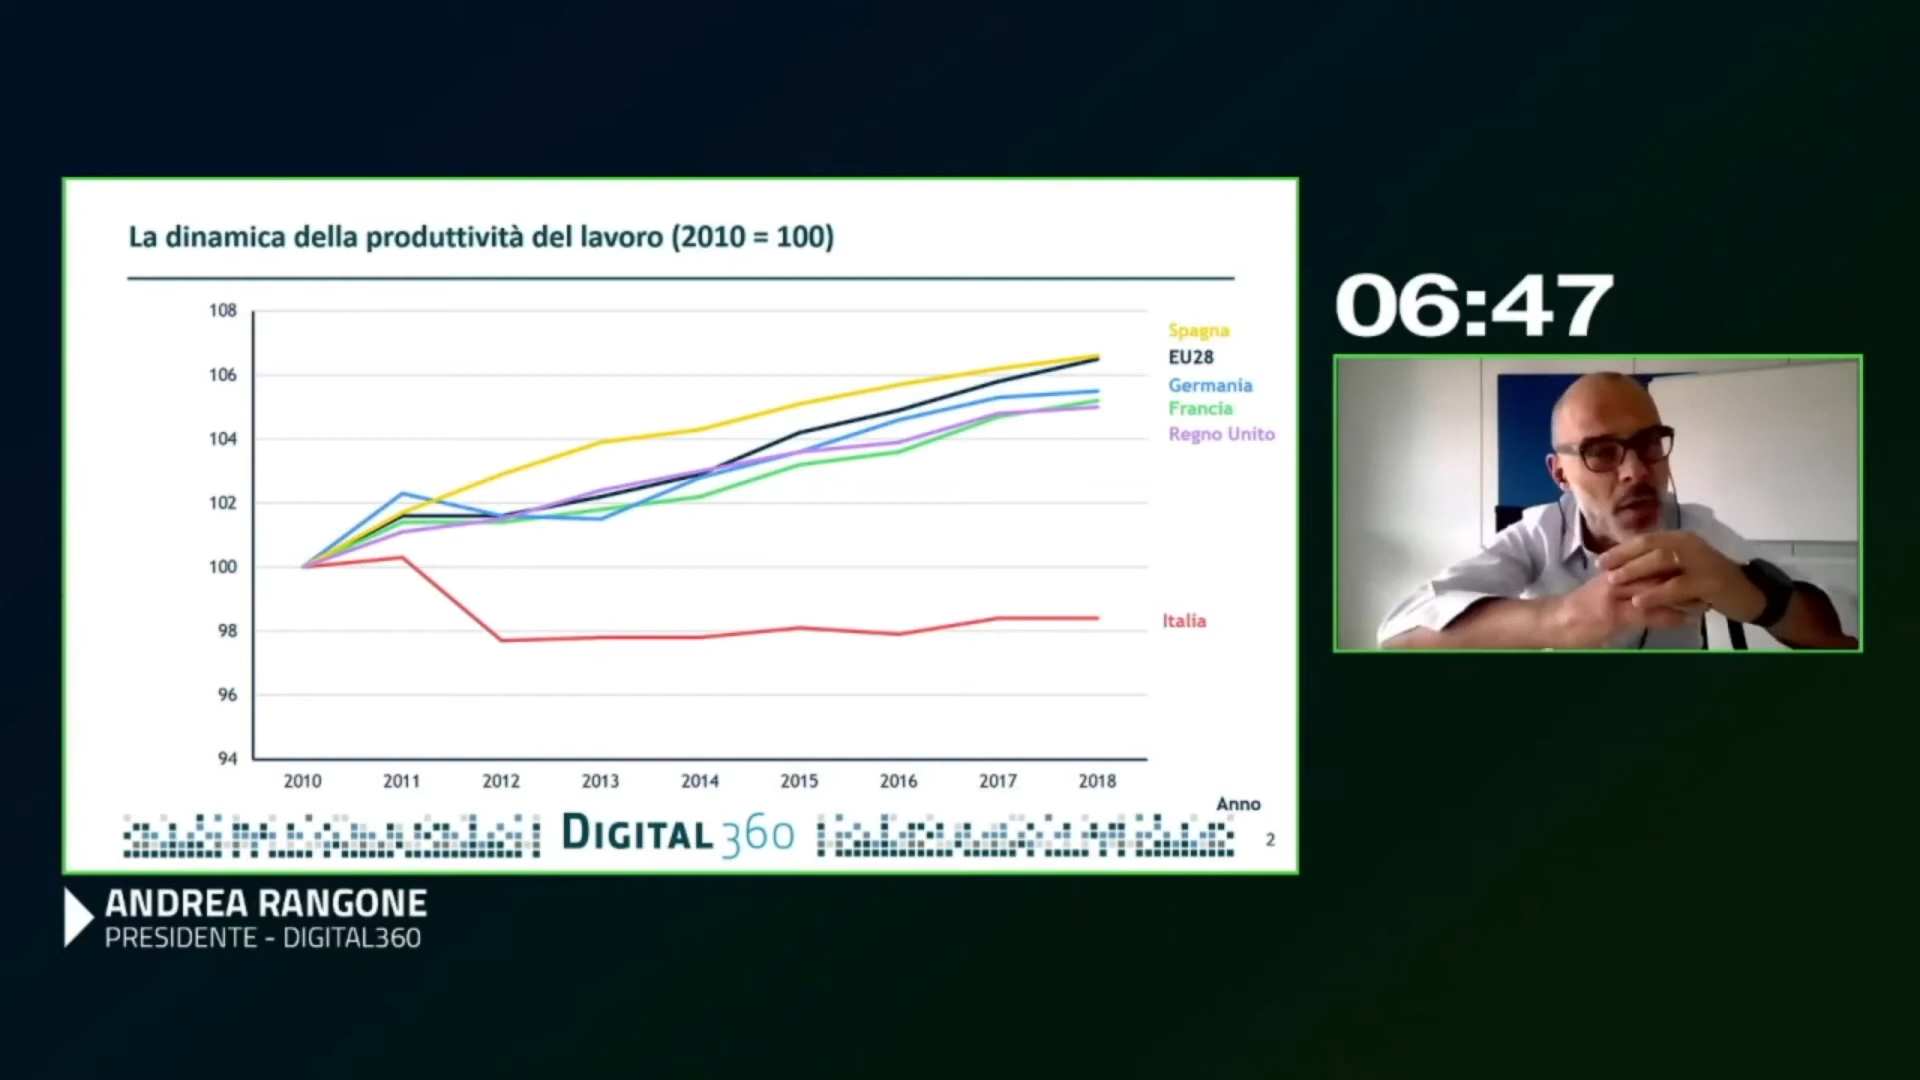 La dinamica della produttività del lavoro (2010 = 100)
108
106
104
102
100
98
96
94
2010 2011 2012 2013 2014 2015 2016 2017 2018
Anno
Spagna
EU28
Germania
Francia
Regno Unito
Italia
DIGITAL 360
2
06:47
ANDREA RANGONE
PRESIDENTE - DIGITAL360